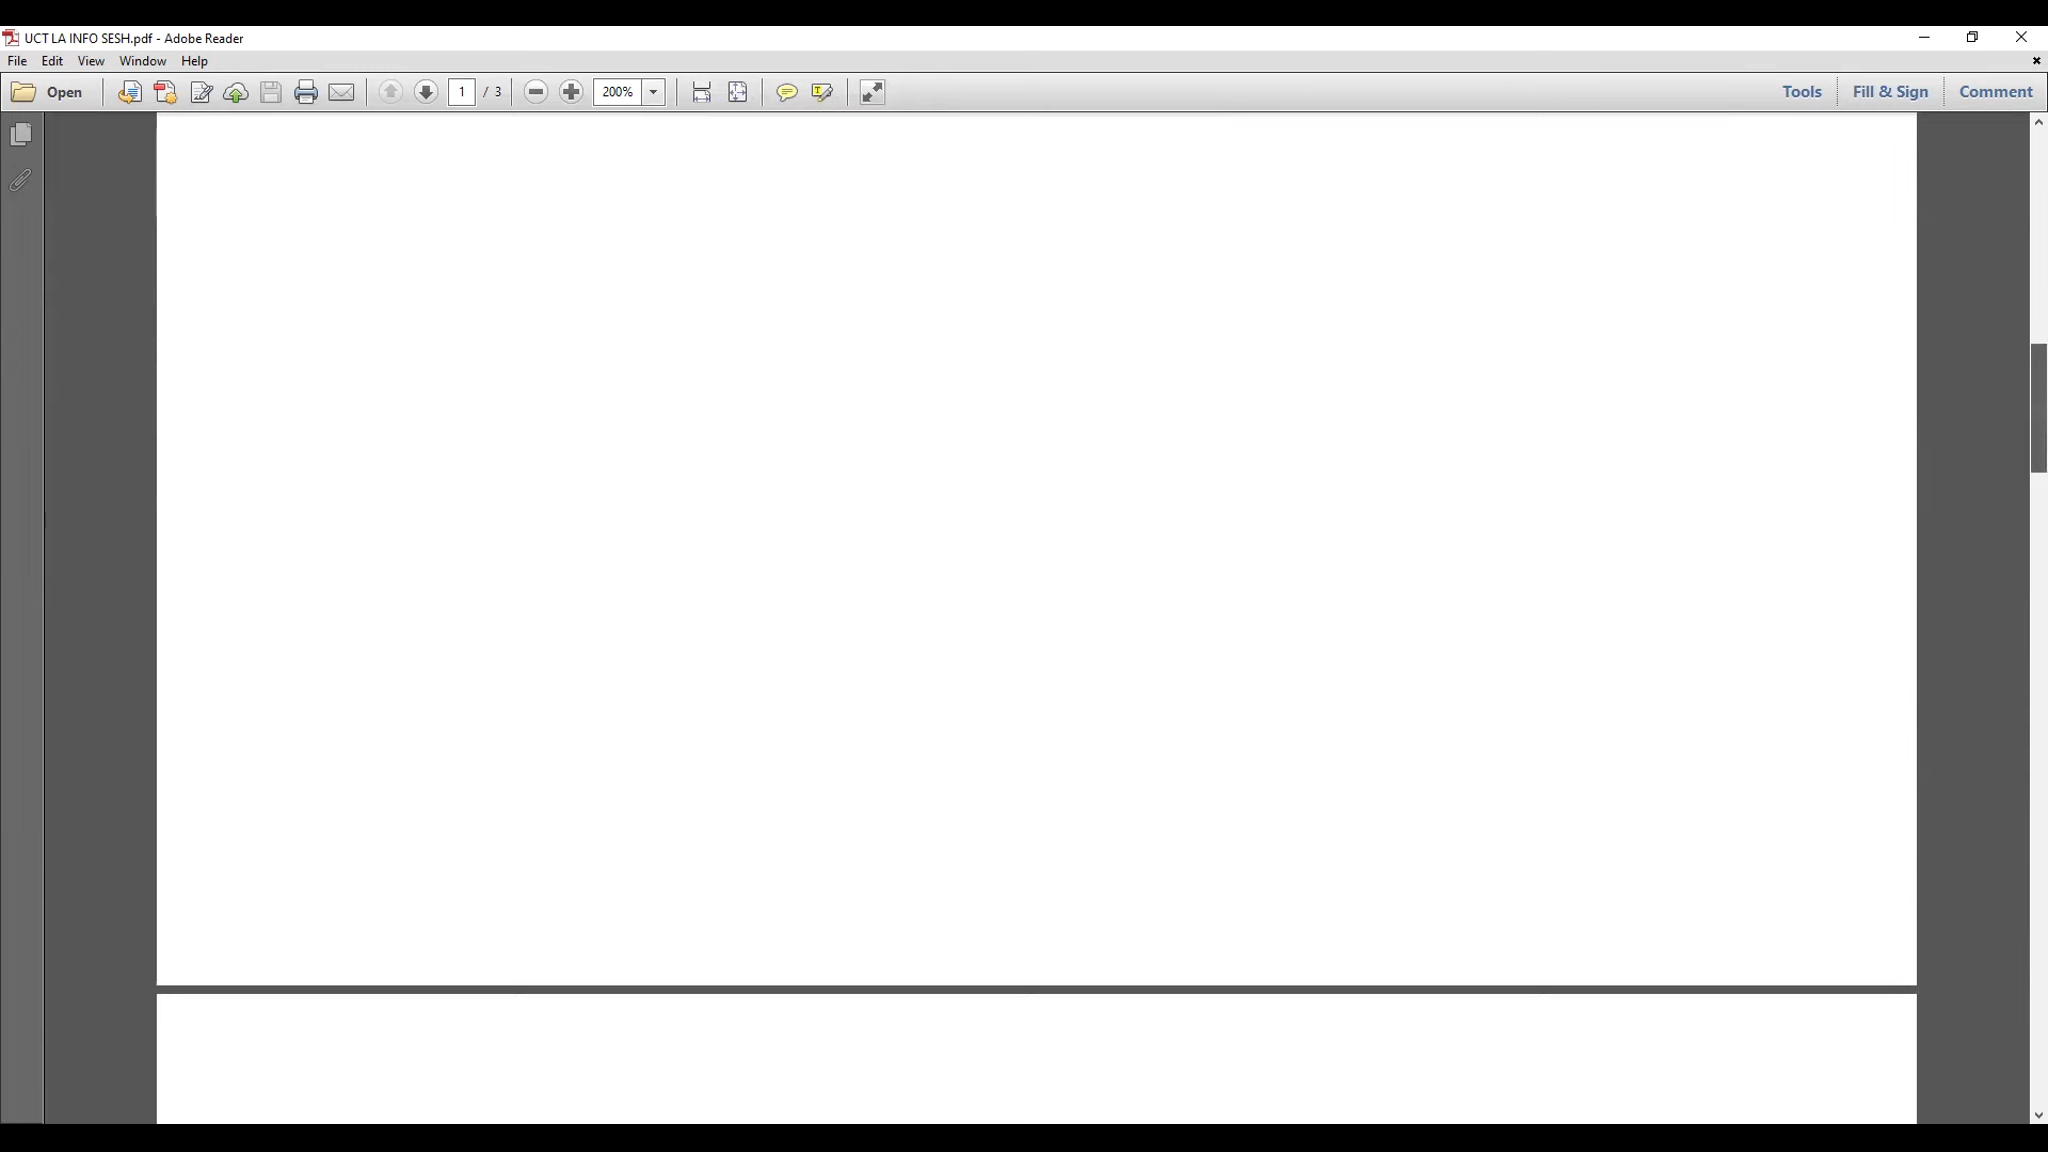 UCT LA INFO SESH.pdf - Adobe Reader
File Edit View Window Help
Open 1 / 3 200% Tools Fill & Sign Comment